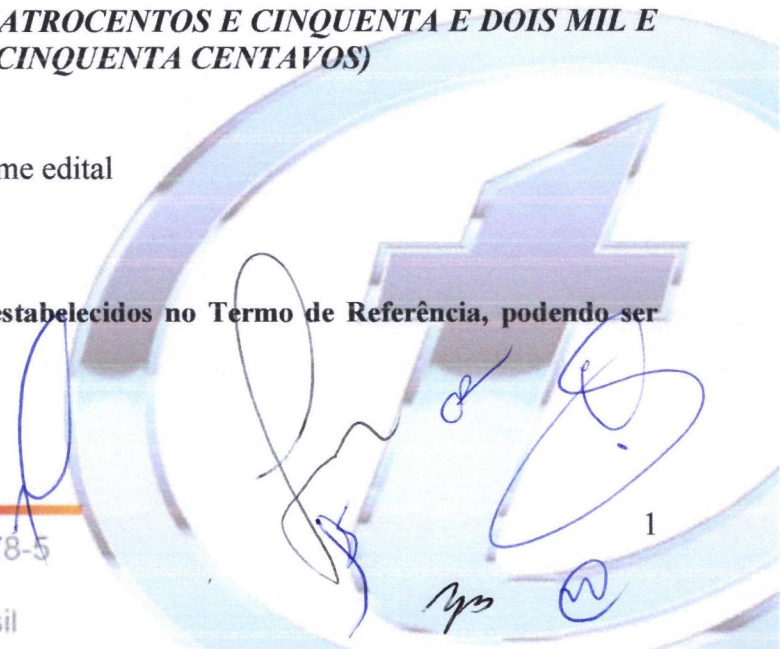 ATROCENTOS E CINQUENTA E DOIS MIL E
CINQUENTA CENTAVOS)
me edital
estabelecidos no Termo de Referência, podendo ser
1
78-5
sil